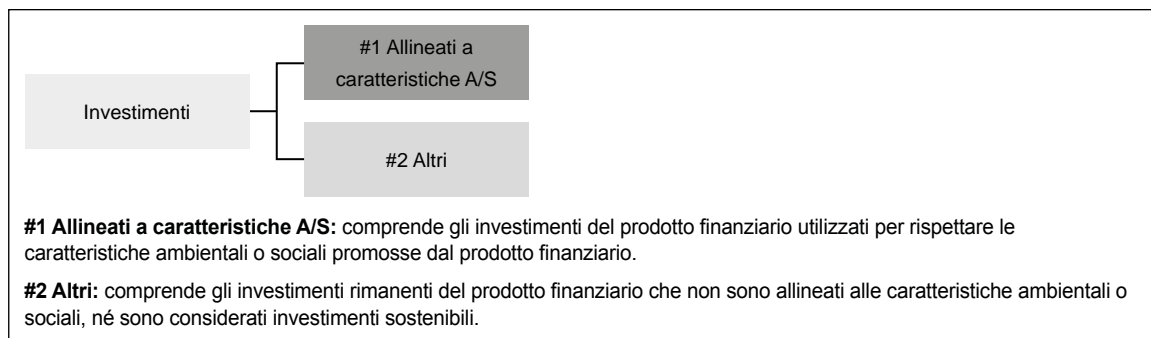 #1 Allineati a
caratteristiche A/S
Investimenti
#2 Altri
#1 Allineati a caratteristiche A/S: comprende gli investimenti del prodotto finanziario utilizzati per rispettare le
caratteristiche ambientali o sociali promosse dal prodotto finanziario.
#2 Altri: comprende gli investimenti rimanenti del prodotto finanziario che non sono allineati alle caratteristiche ambientali o
sociali, né sono considerati investimenti sostenibili.